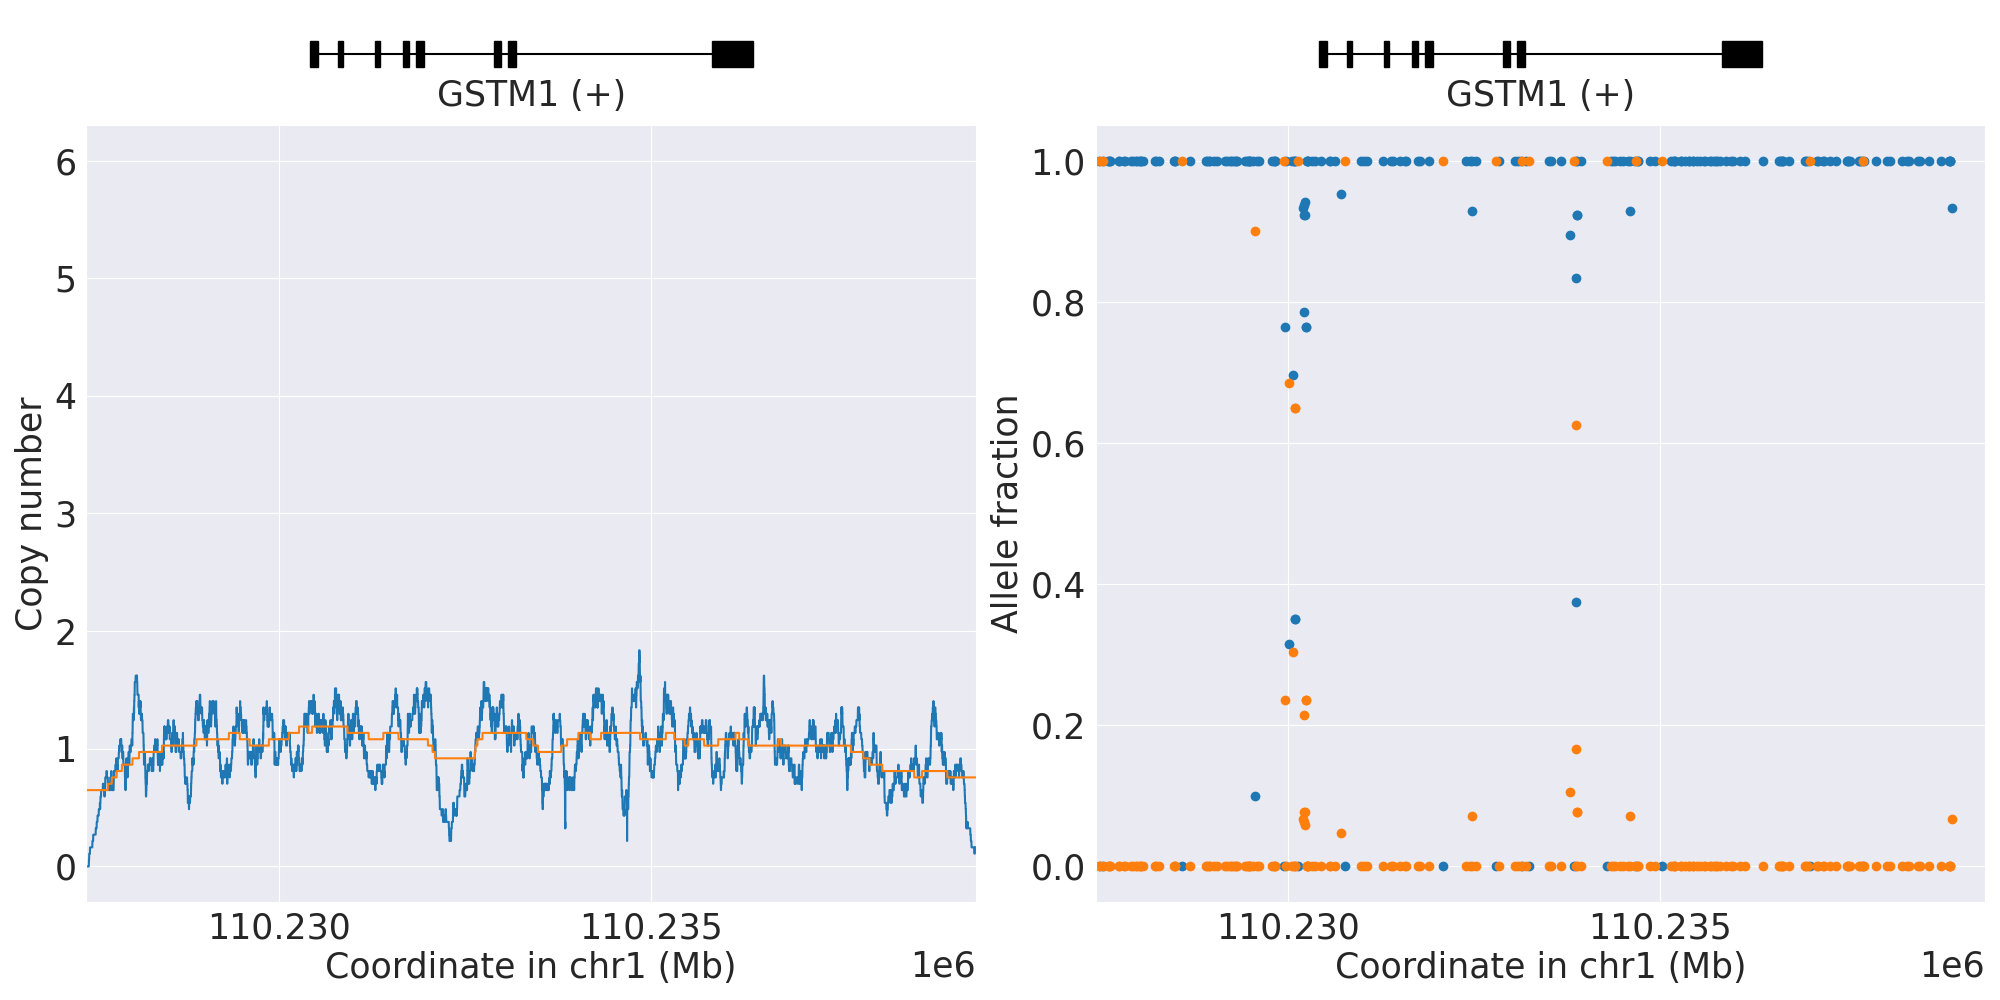 GSTM1 (+)
6
5
4
3
2
1
0
Copy number
110.230
110.235
Coordinate in chr1 (Mb)
1e6
GSTM1 (+)
1.0
0.8
0.6
0.4
0.2
0.0
Allele fraction
110.230
110.235
Coordinate in chr1 (Mb)
1e6